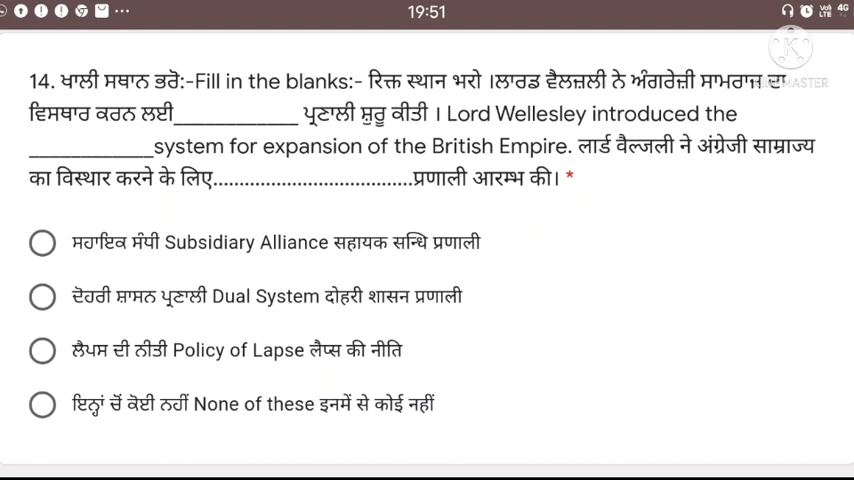 19:51
VoI) LTE 4G
14. ਖਾਲੀ ਸਥਾਨ ਭਰੋ:-Fill in the blanks:- रिक्त स्थान भरो ।ਲਾਰਡ ਵੈਲਜ਼ਲੀ ਨੇ ਅੰਗਰੇਜ਼ੀ ਸਾਮਰਾਜ ਦਾ
ਵਿਸਥਾਰ ਕਰਨ ਲਈ____________ ਪ੍ਰਣਾਲੀ ਸ਼ੁਰੂ ਕੀਤੀ । Lord Wellesley introduced the
____________system for expansion of the British Empire. लार्ड वैल्जली ने अंग्रेजी साम्राज्य
का विस्थार करने के लिए.....................................प्रणाली आरम्भ की। *
ਸਹਾਇਕ ਸੰਧੀ Subsidiary Alliance सहायक सन्धि प्रणाली
ਦੋਹਰੀ ਸ਼ਾਸਨ ਪ੍ਰਣਾਲੀ Dual System दोहरी शासन प्रणाली
ਲੈਪਸ ਦੀ ਨੀਤੀ Policy of Lapse लैप्स की नीति
ਇਨ੍ਹਾਂ ਚੋਂ ਕੋਈ ਨਹੀਂ None of these इनमें से कोई नहीं